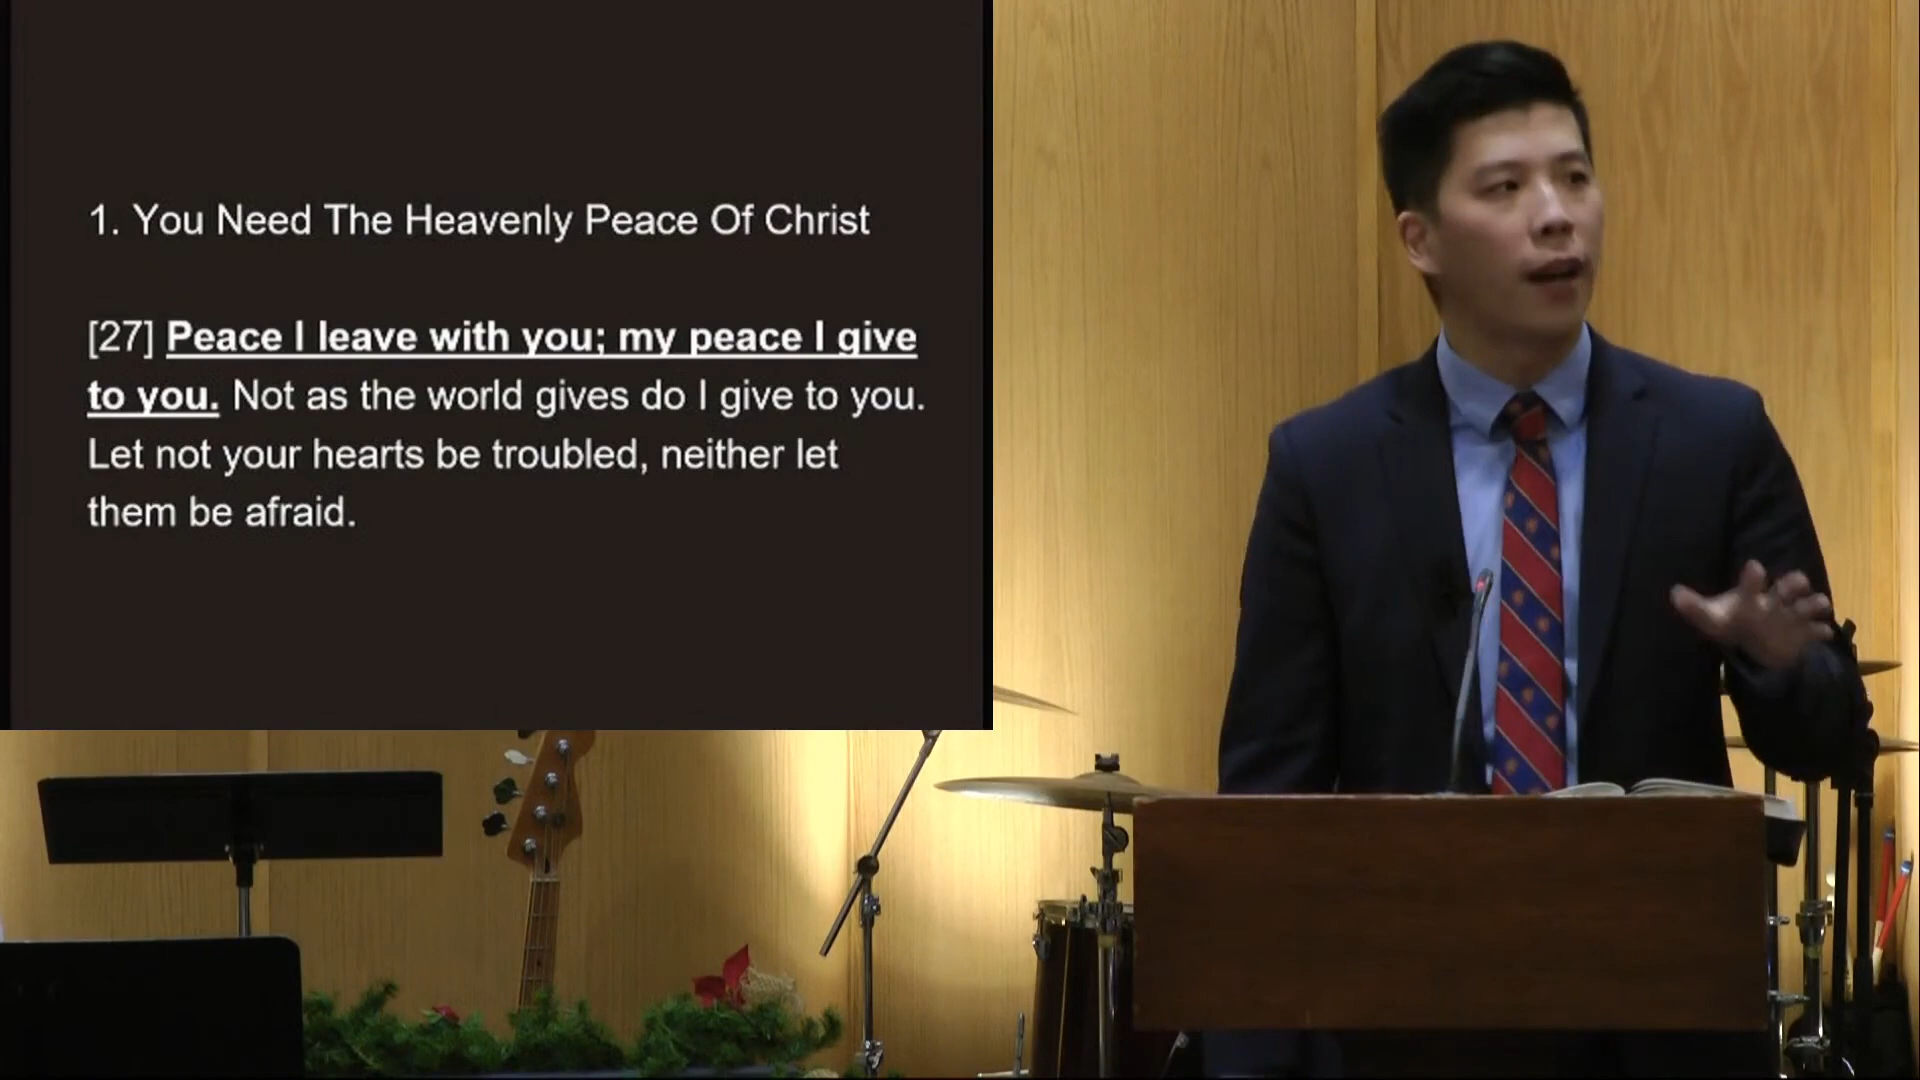 1. You Need The Heavenly Peace Of Christ
[27] Peace I leave with you; my peace I give
to you. Not as the world gives do I give to you.
Let not your hearts be troubled, neither let
them be afraid.